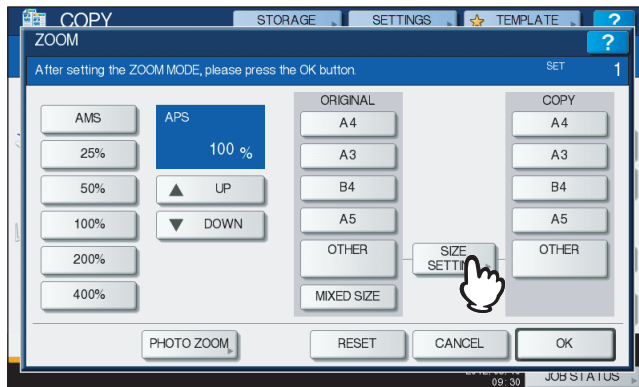 COPY
STORAGE SETTINGS TEMPLATE ?
ZOOM ?
After setting the ZOOM MODE, please press the OK button. SET 1
ORIGINAL COPY
AMS APS A4 A4
25% 100 % A3 A3
50% UP B4 B4
100% DOWN A5 A5
200% OTHER SIZE OTHER
400% MIXED SIZE
PHOTO ZOOM RESET CANCEL OK
09:30 JOB STATUS